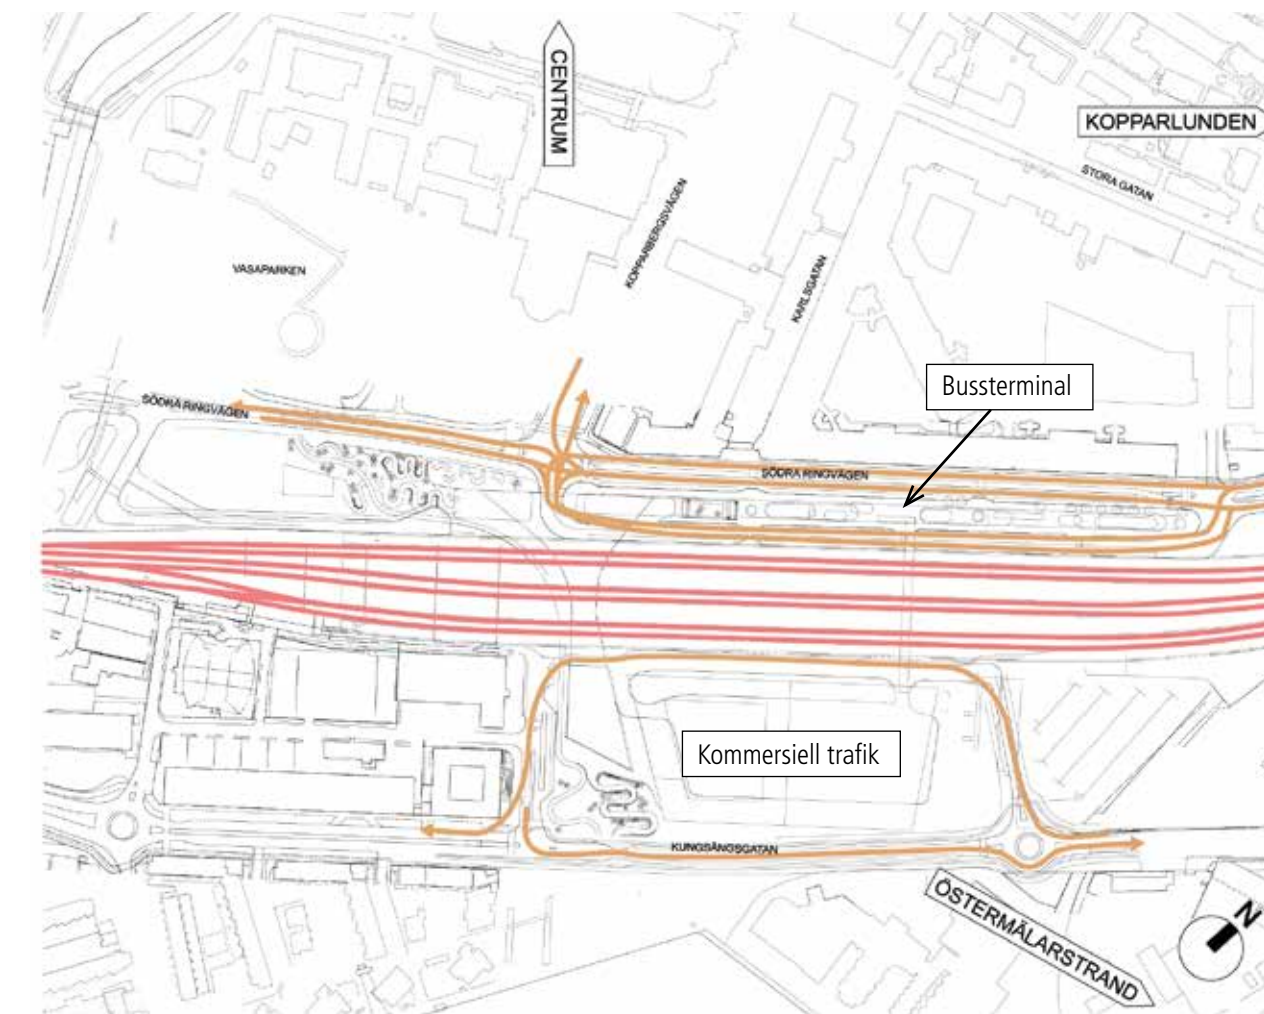 CENTRUM
KOPPARLUNDEN
STORA GATAN
KOPPARBERGSVÄGEN
VASAPARKEN
KARLSGATAN
Bussterminal
SÖDRA RINGVÄGEN
SÖDRA RINGVÄGEN
Kommersiell trafik
KUNGSÄNGSGATAN
ÖSTERMÄLARSTRAND
N